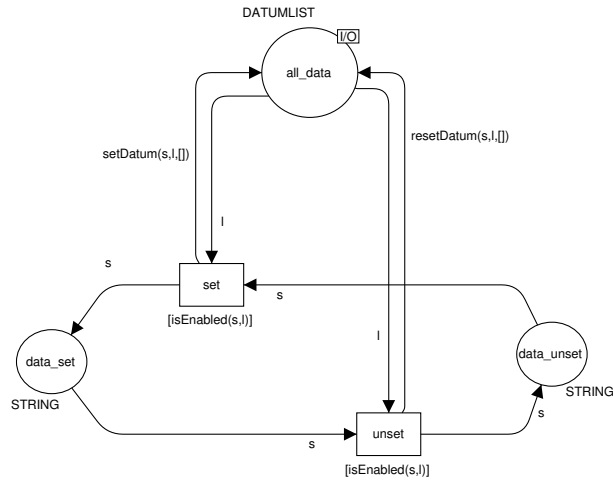 DATUMLIST
I/O
all_data
setDatum(s,l,[])
resetDatum(s,l,[])
l
s
set
s
[isEnabled(s,l)]
l
data_set
data_unset
STRING
STRING
s
unset
s
[isEnabled(s,l)]